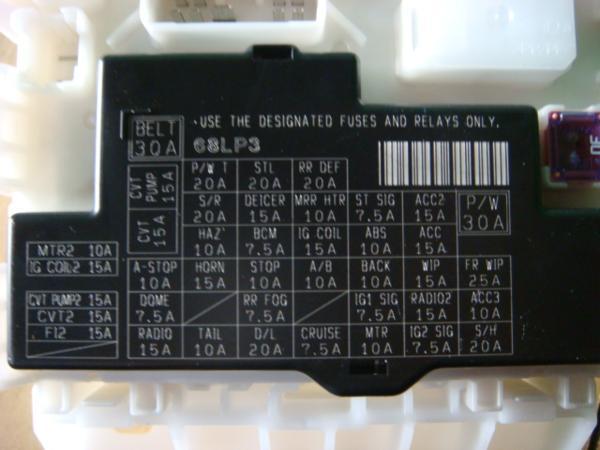 ·USE THE DESIGNATED FUSES AND RELAYS ONLY.
BELT
30A
68LP3
P/W T STL RR DEF
20A 20A 20A
CVT PUMP 15A
S/R DEICER MRR HTR ST SIG ACC2
20A 15A 10A 7.5A 15A
P/W
30A
CVT 15A
HAZ BCM IG COIL ABS ACC
10A 7.5A 15A 10A 15A
MTR2 10A
IG COIL2 15A
A-STOP HORN STOP A/B BACK WIP FR WIP
10A 15A 10A 10A 10A 15A 25A
CVT PUMP2 15A
CVT2 15A
F12 15A
DOME RR FOG IG1 SIG RADIO2 ACC3
7.5A 7.5A 7.5A 15A 10A
RADIO TAIL D/L CRUISE MTR IG2 SIG S/H
15A 10A 20A 7.5A 10A 7.5A 20A